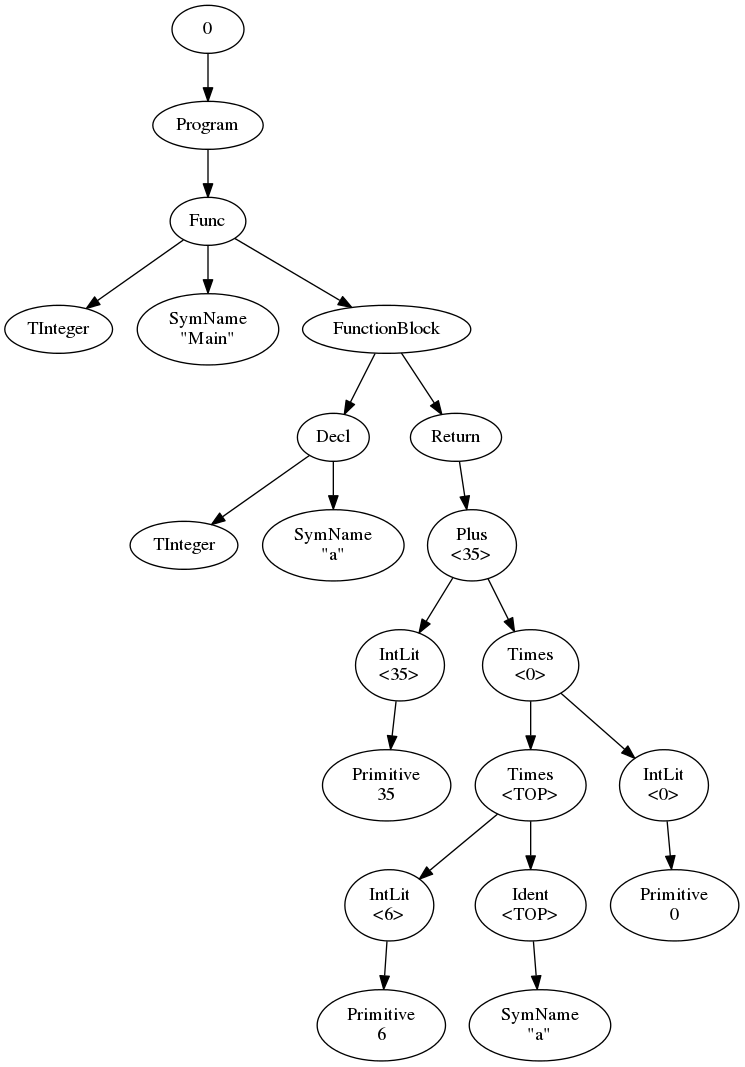 0
Program
Func
TInteger
SymName
"Main"
FunctionBlock
Decl
Return
TInteger
SymName
"a"
Plus
<35>
IntLit
<35>
Times
<0>
Primitive
35
Times
<TOP>
IntLit
<0>
IntLit
<6>
Ident
<TOP>
Primitive
0
Primitive
6
SymName
"a"